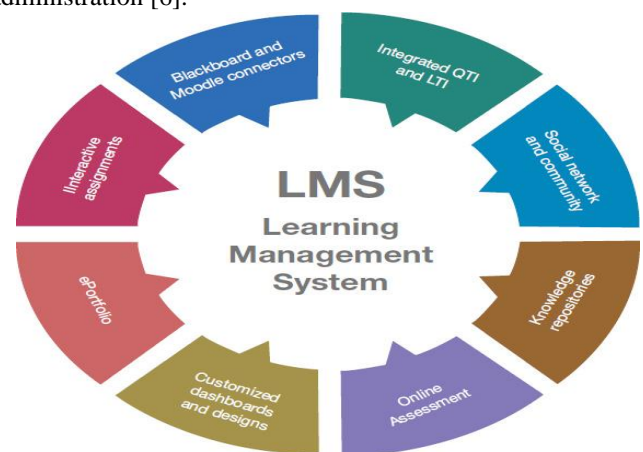 administration [6].
Blackboard and
Moodle connectors
Integrated QTI
and LTI
Social network
and community
Knowledge
repositories
Online
Assessment
Customized
dashboards
and designs
ePortfolio
IInteractive
assignments
LMS
Learning
Management
System